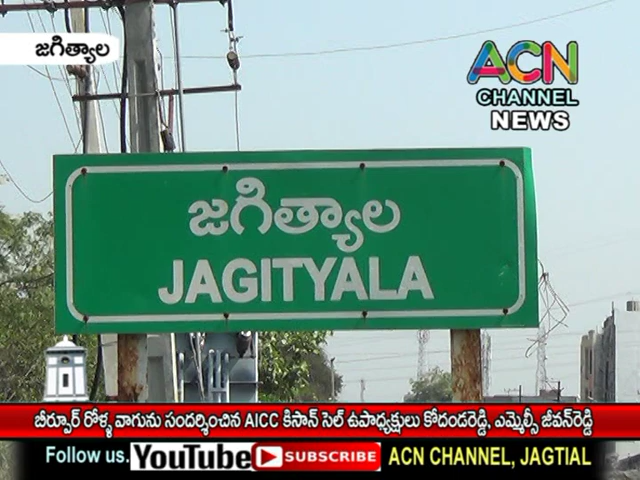 జగిత్యాల
ACN
CHANNEL
NEWS
జగిత్యాల
JAGITYALA
బీర్పూర్ రోళ్ళ వాగును సందర్శించిన AICC కిసాన్ సెల్ ఉపాధ్యక్షులు కోదండరెడ్డి, ఎమ్మెల్సీ జీవన్‌రెడ్డి
Follow us. YouTube SUBSCRIBE ACN CHANNEL, JAGTIAL